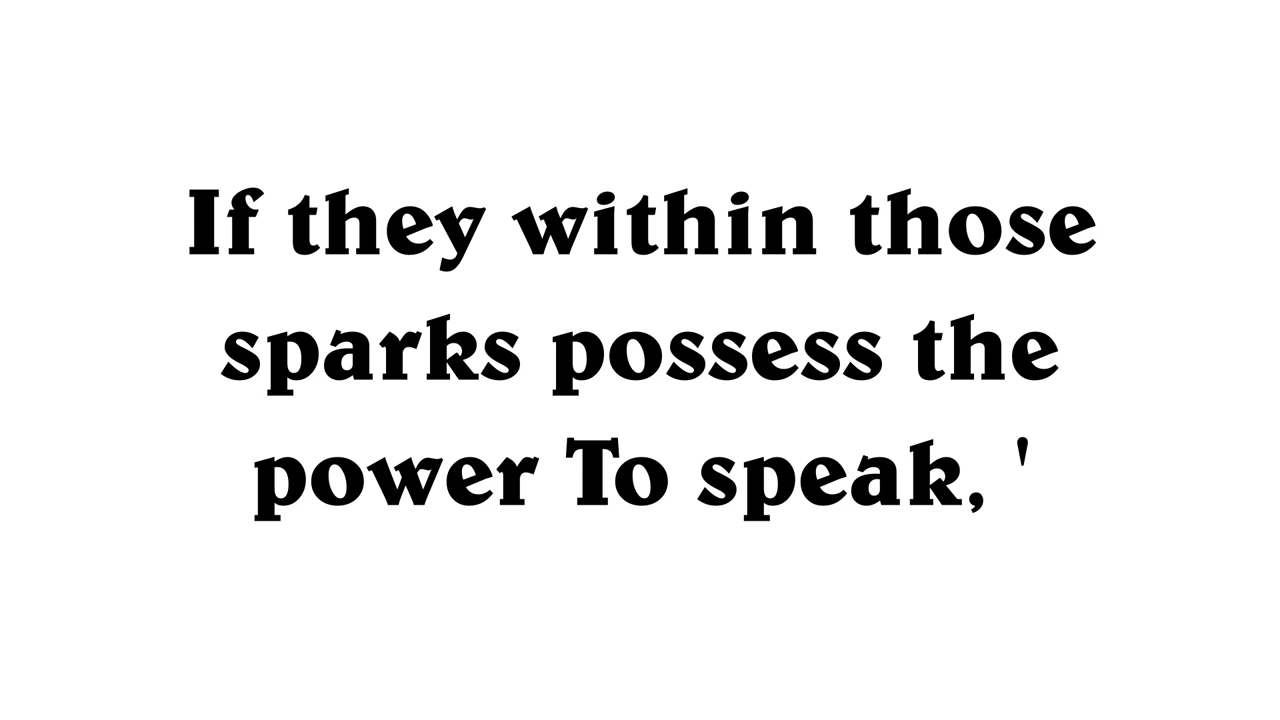 If they within those
sparks possess the
power To speak, '